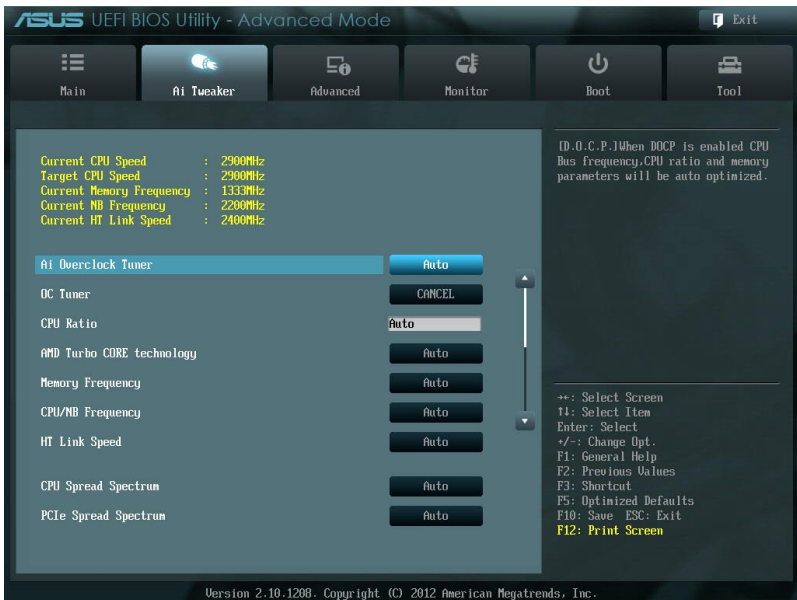 ASUS UEFI BIOS Utility - Advanced Mode
Exit
Main
Ai Tweaker
Advanced
Monitor
Boot
Tool
Current CPU Speed : 2900MHz
Target CPU Speed : 2900MHz
Current Memory Frequency : 1333MHz
Current NB Frequency : 2200MHz
Current HT Link Speed : 2400MHz
Ai Overclock Tuner Auto
OC Tuner CANCEL
CPU Ratio Auto
AMD Turbo CORE technology Auto
Memory Frequency Auto
CPU/NB Frequency Auto
HT Link Speed Auto
CPU Spread Spectrum Auto
PCIe Spread Spectrum Auto
[D.O.C.P.]When DOCP is enabled CPU
Bus frequency,CPU ratio and memory
parameters will be auto optimized.
→←: Select Screen
↑↓: Select Item
Enter: Select
+/-: Change Opt.
F1: General Help
F2: Previous Values
F3: Shortcut
F5: Optimized Defaults
F10: Save ESC: Exit
F12: Print Screen
Version 2.10.1208. Copyright (C) 2012 American Megatrends, Inc.